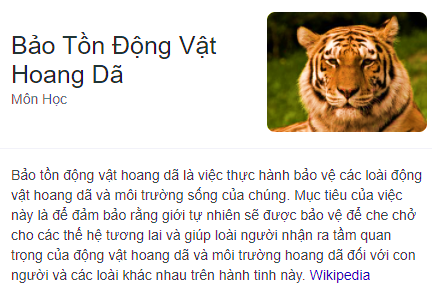 Bảo Tồn Động Vật
Hoang Dã
Môn Học
Bảo tồn động vật hoang dã là việc thực hành bảo vệ các loài động
vật hoang dã và môi trường sống của chúng. Mục tiêu của việc
này là để đảm bảo rằng giới tự nhiên sẽ được bảo vệ để che chở
cho các thế hệ tương lai và giúp loài người nhận ra tầm quan
trọng của động vật hoang dã và môi trường hoang dã đối với con
người và các loài khác nhau trên hành tinh này. Wikipedia